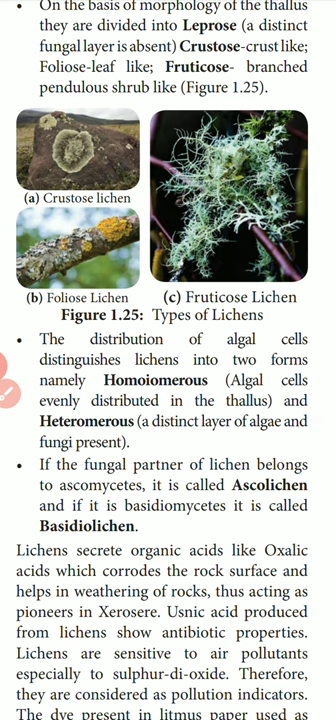 • On the basis of morphology of the thallus
they are divided into Leprose (a distinct
fungal layer is absent) Crustose-crust like;
Foliose-leaf like; Fruticose- branched
pendulous shrub like (Figure 1.25).
(a) Crustose lichen
(b) Foliose Lichen
(c) Fruticose Lichen
Figure 1.25: Types of Lichens
• The distribution of algal cells
distinguishes lichens into two forms
namely Homoiomerous (Algal cells
evenly distributed in the thallus) and
Heteromerous (a distinct layer of algae and
fungi present).
• If the fungal partner of lichen belongs
to ascomycetes, it is called Ascolichen
and if it is basidiomycetes it is called
Basidiolichen.
Lichens secrete organic acids like Oxalic
acids which corrodes the rock surface and
helps in weathering of rocks, thus acting as
pioneers in Xerosere. Usnic acid produced
from lichens show antibiotic properties.
Lichens are sensitive to air pollutants
especially to sulphur-di-oxide. Therefore,
they are considered as pollution indicators.
The dye present in litmus paper used as